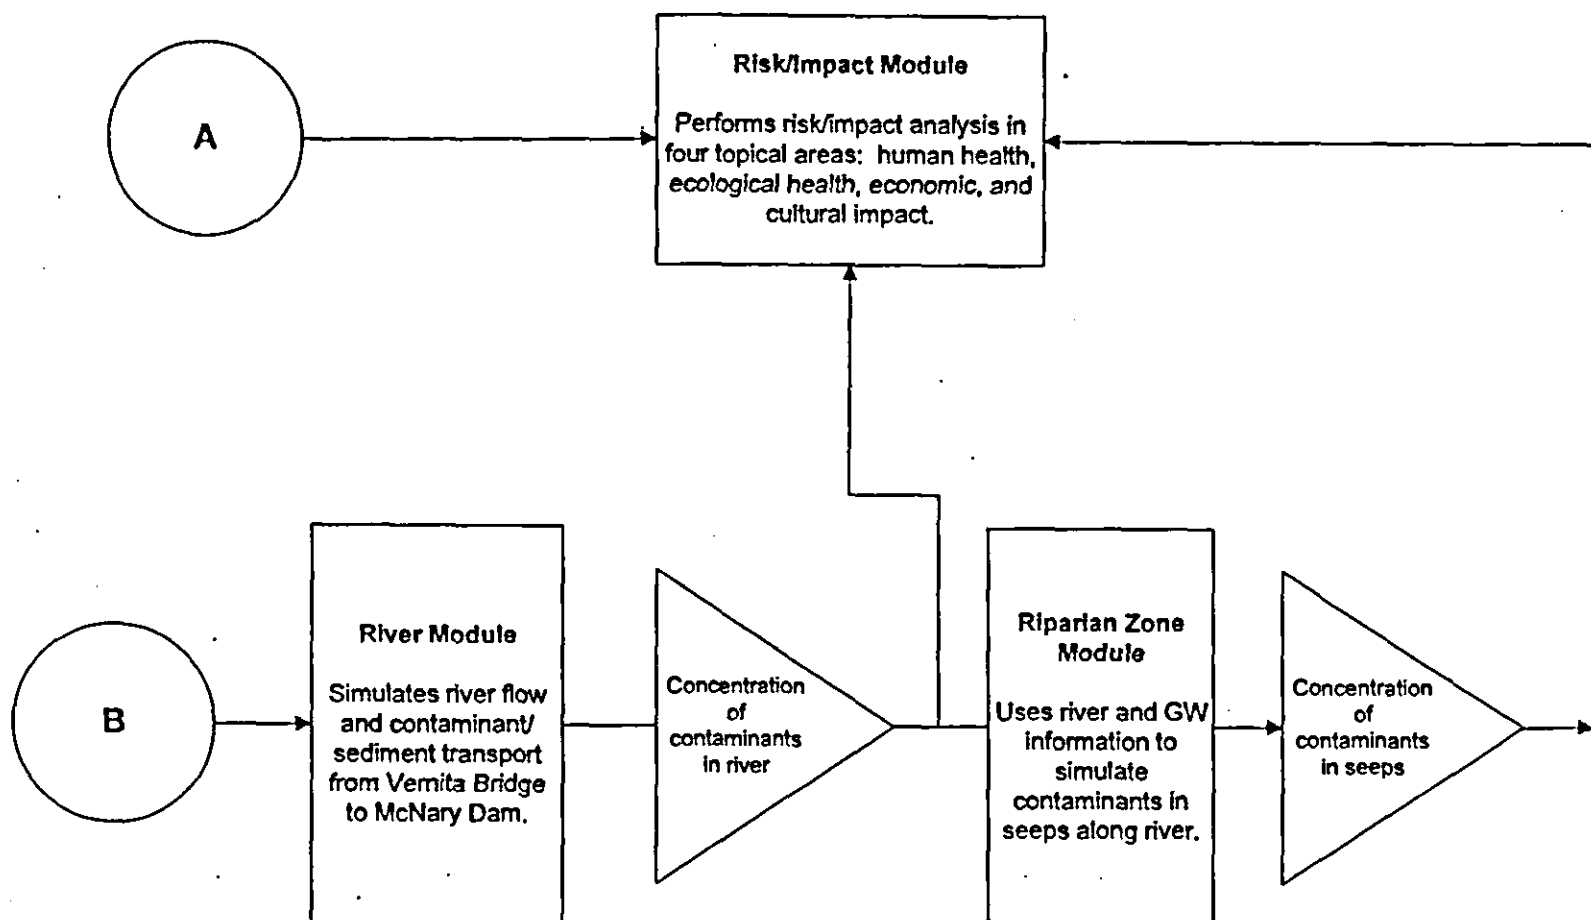 A
Risk/Impact Module
Performs risk/impact analysis in
four topical areas: human health,
ecological health, economic, and
cultural impact.
B
River Module
Simulates river flow
and contaminant/
sediment transport
from Vernita Bridge
to McNary Dam.
Concentration
of
contaminants
in river
Riparian Zone
Module
Uses river and GW
information to
simulate
contaminants in
seeps along river.
Concentration
of
contaminants
in seeps